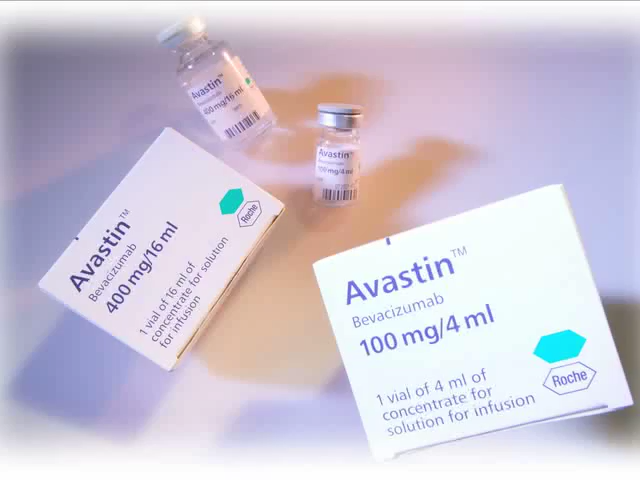 Avastin™
Bevacizumab
400 mg/16 ml
Avastin™
Bevacizumab
100 mg/4 ml
Avastin™
Bevacizumab
400 mg/16 ml
1 vial of 16 ml of
concentrate for solution
for infusion
Roche
Avastin™
Bevacizumab
100 mg/4 ml
1 vial of 4 ml of
concentrate for
solution for infusion
Roche